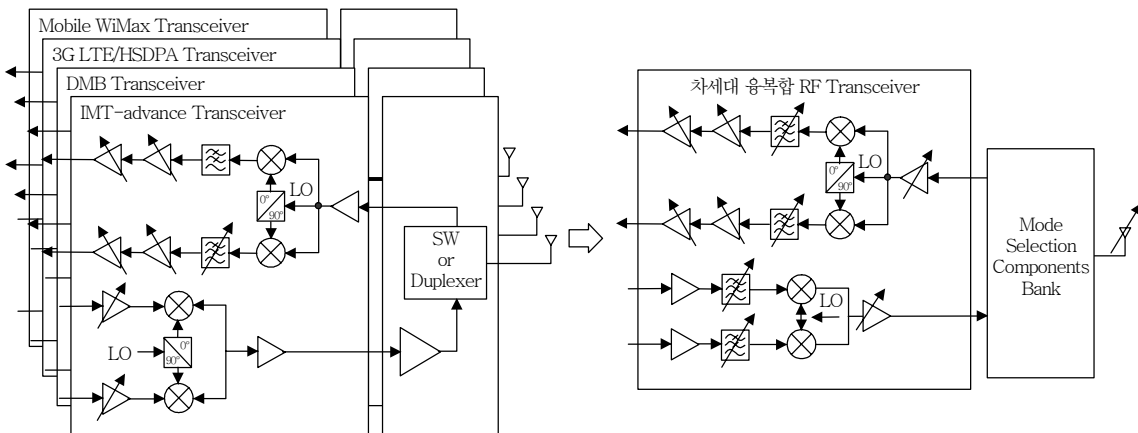 Mobile WiMax Transceiver
3G LTE/HSDPA Transceiver
DMB Transceiver
IMT-advance Transceiver
LO
0°
90°
SW
or
Duplexer
LO
0°
90°
차세대 융복합 RF Transceiver
LO
0°
90°
LO
Mode
Selection
Components
Bank